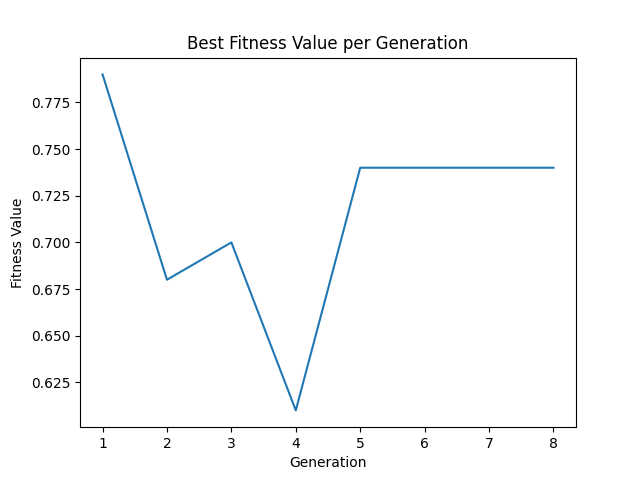 Best Fitness Value per Generation
Fitness Value
0.775
0.750
0.725
0.700
0.675
0.650
0.625
1 2 3 4 5 6 7 8
Generation